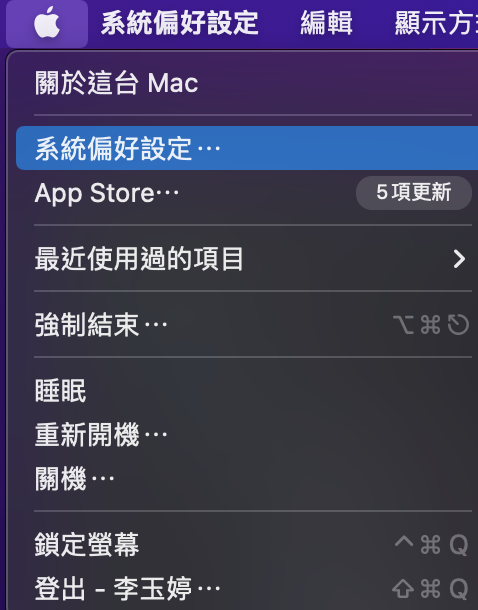 系統偏好設定 編輯 顯示方式
關於這台 Mac
系統偏好設定⋯
App Store⋯ 5 項更新
最近使用過的項目
強制結束⋯ ⌥⌘⎋
睡眠
重新開機⋯
關機⋯
鎖定螢幕 ^⌘Q
登出 - 李玉婷⋯ ⇧⌘Q